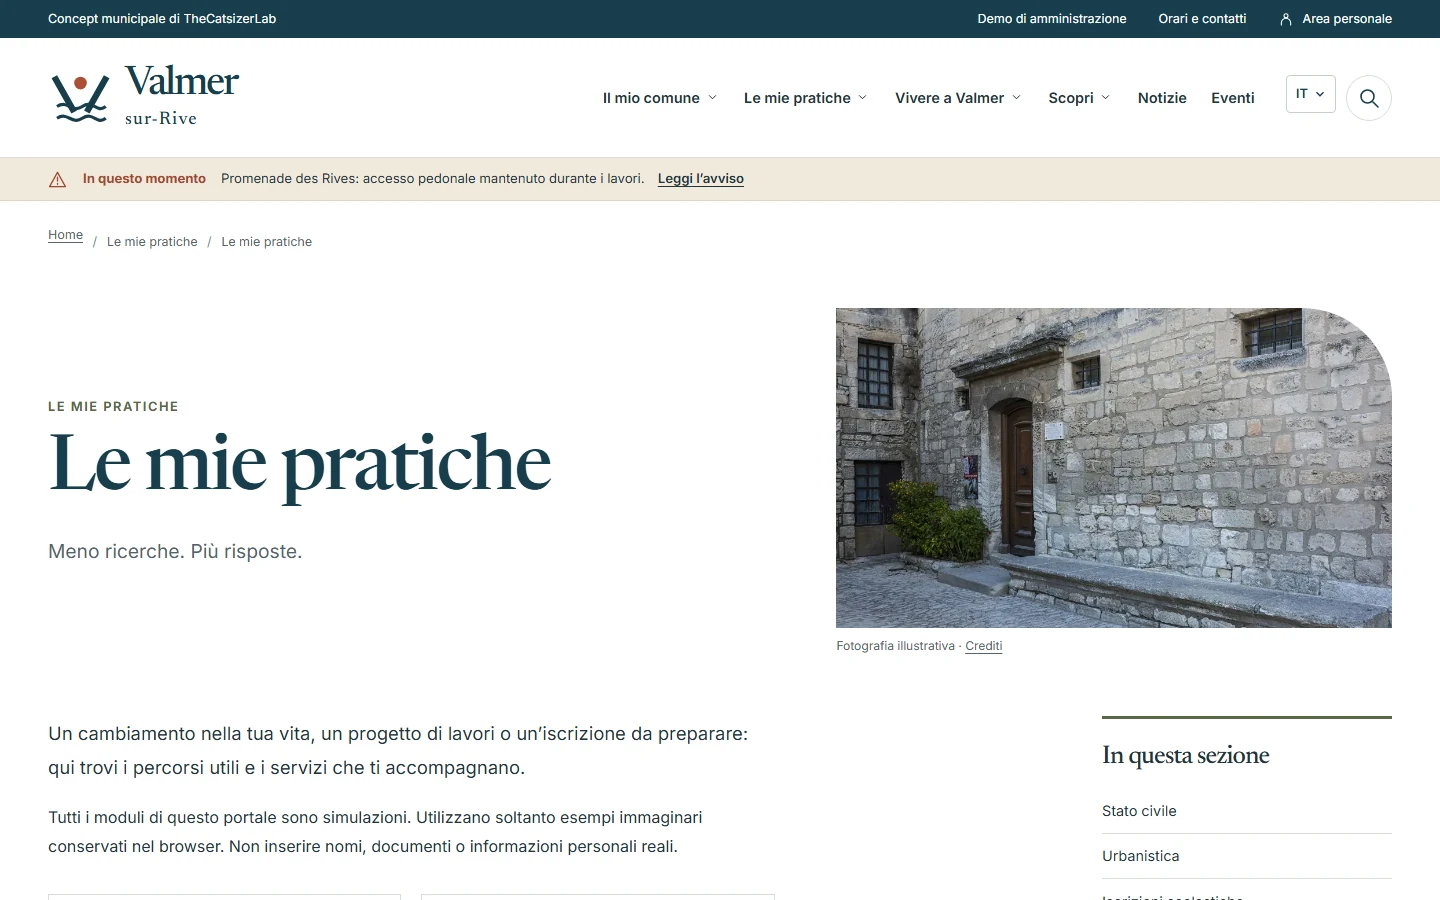 Concept municipale di TheCatsizerLab
Demo di amministrazione
Orari e contatti
Area personale
Valmer
sur-Rive
Il mio comune
Le mie pratiche
Vivere a Valmer
Scopri
Notizie
Eventi
IT
In questo momento Promenade des Rives: accesso pedonale mantenuto durante i lavori. Leggi l’avviso
Home / Le mie pratiche / Le mie pratiche
LE MIE PRATICHE
Le mie pratiche
Meno ricerche. Più risposte.
Fotografia illustrativa · Crediti
Un cambiamento nella tua vita, un progetto di lavori o un’iscrizione da preparare:
qui trovi i percorsi utili e i servizi che ti accompagnano.
Tutti i moduli di questo portale sono simulazioni. Utilizzano soltanto esempi immaginari
conservati nel browser. Non inserire nomi, documenti o informazioni personali reali.
In questa sezione
Stato civile
Urbanistica